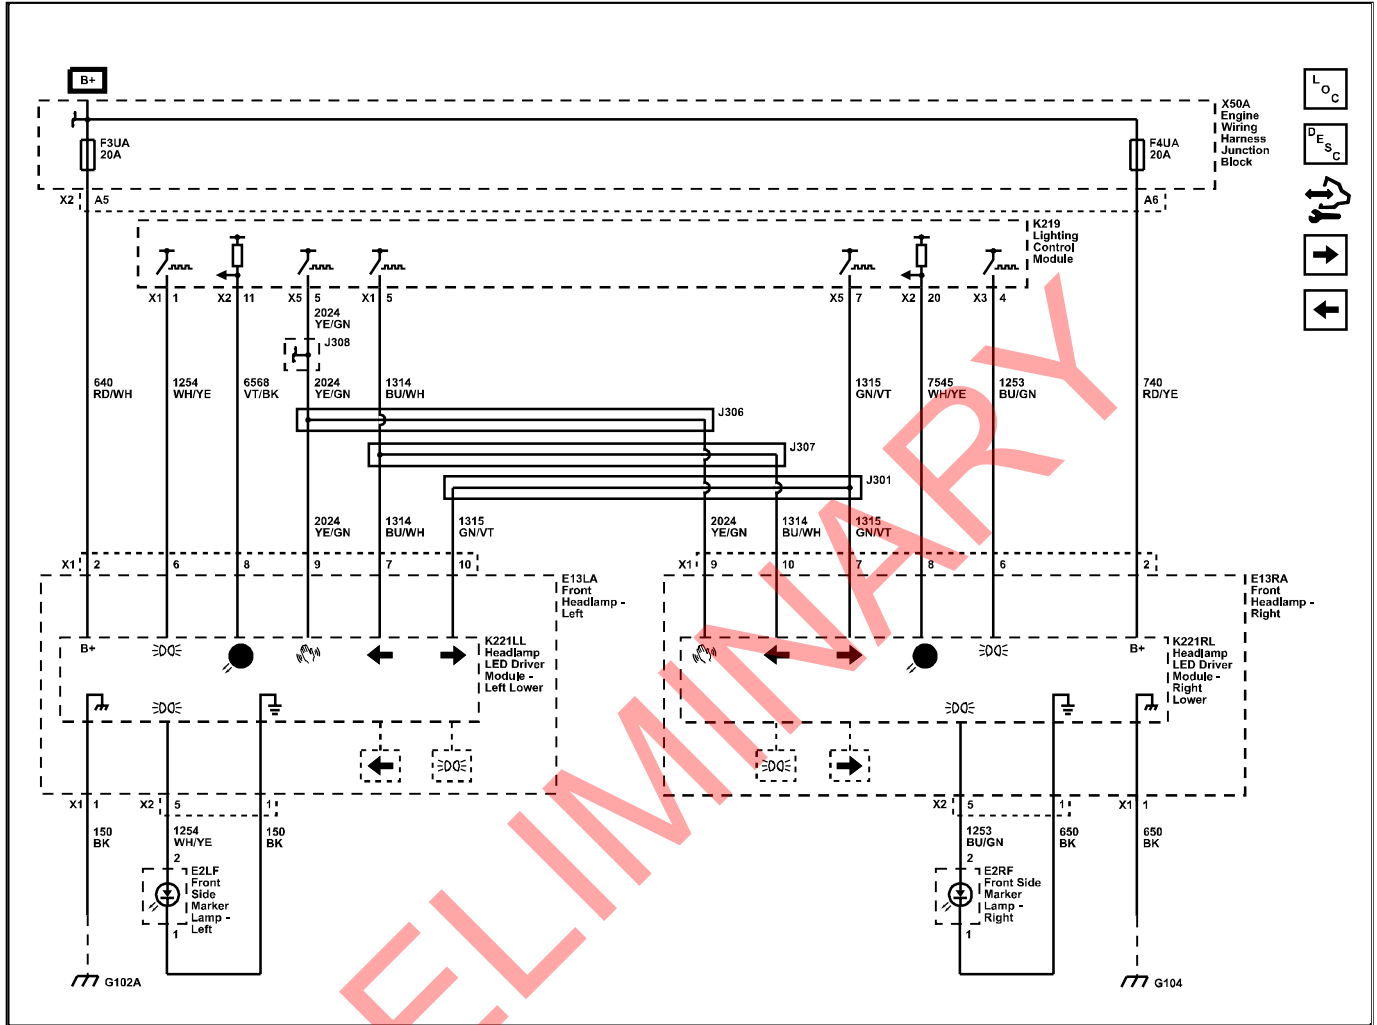 B+
L O C
D E S C
X50A
Engine
Wiring
Harness
Junction
Block
F3UA
20A
F4UA
20A
X2 A5
A6
K219
Lighting
Control
Module
X1 1 X2 11 X5 5 X1 5 X5 7 X2 20 X3 4
2024
YE/GN
J308
640
RD/WH
1254
WH/YE
6568
VT/BK
2024
YE/GN
1314
BU/WH
1315
GN/VT
7545
WH/YE
1253
BU/GN
740
RD/YE
J306
J307
J301
2024
YE/GN
1314
BU/WH
1315
GN/VT
2024
YE/GN
1314
BU/WH
1315
GN/VT
X1 2 6 8 9 7 10
X1 9 10 7 8 6 2
E13LA
Front
Headlamp -
Left
E13RA
Front
Headlamp -
Right
B+
K221LL
Headlamp
LED Driver
Module -
Left Lower
B+
K221RL
Headlamp
LED Driver
Module -
Right
Lower
X1 1 X2 5 1
X2 5 1 X1 1
150
BK
1254
WH/YE
150
BK
1253
BU/GN
650
BK
650
BK
2
E2LF
Front
Side
Marker
Lamp -
Left
1
2
E2RF
Front Side
Marker
Lamp -
Right
1
G102A
G104
ELIMINARY